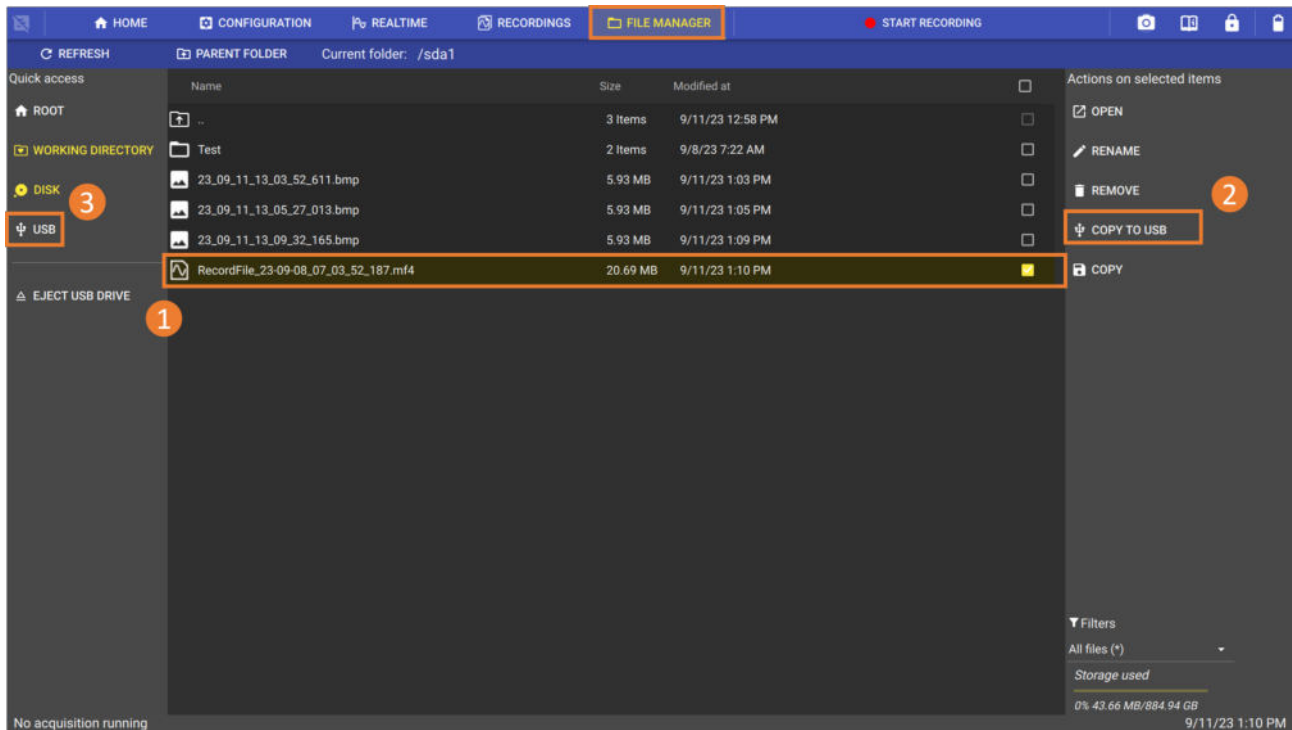 HOME CONFIGURATION REALTIME RECORDINGS FILE MANAGER START RECORDING
REFRESH PARENT FOLDER Current folder: /sda1
Quick access
ROOT
WORKING DIRECTORY
DISK
3
USB
EJECT USB DRIVE
1
Name Size Modified at
.. 3 Items 9/11/23 12:58 PM
Test 2 Items 9/8/23 7:22 AM
23_09_11_13_03_52_611.bmp 5.93 MB 9/11/23 1:03 PM
23_09_11_13_05_27_013.bmp 5.93 MB 9/11/23 1:05 PM
23_09_11_13_09_32_165.bmp 5.93 MB 9/11/23 1:09 PM
RecordFile_23-09-08_07_03_52_187.mf4 20.69 MB 9/11/23 1:10 PM
Actions on selected items
OPEN
RENAME
REMOVE
2
COPY TO USB
COPY
Filters
All files (*)
Storage used
0% 43.66 MB/884.94 GB
No acquisition running 9/11/23 1:10 PM